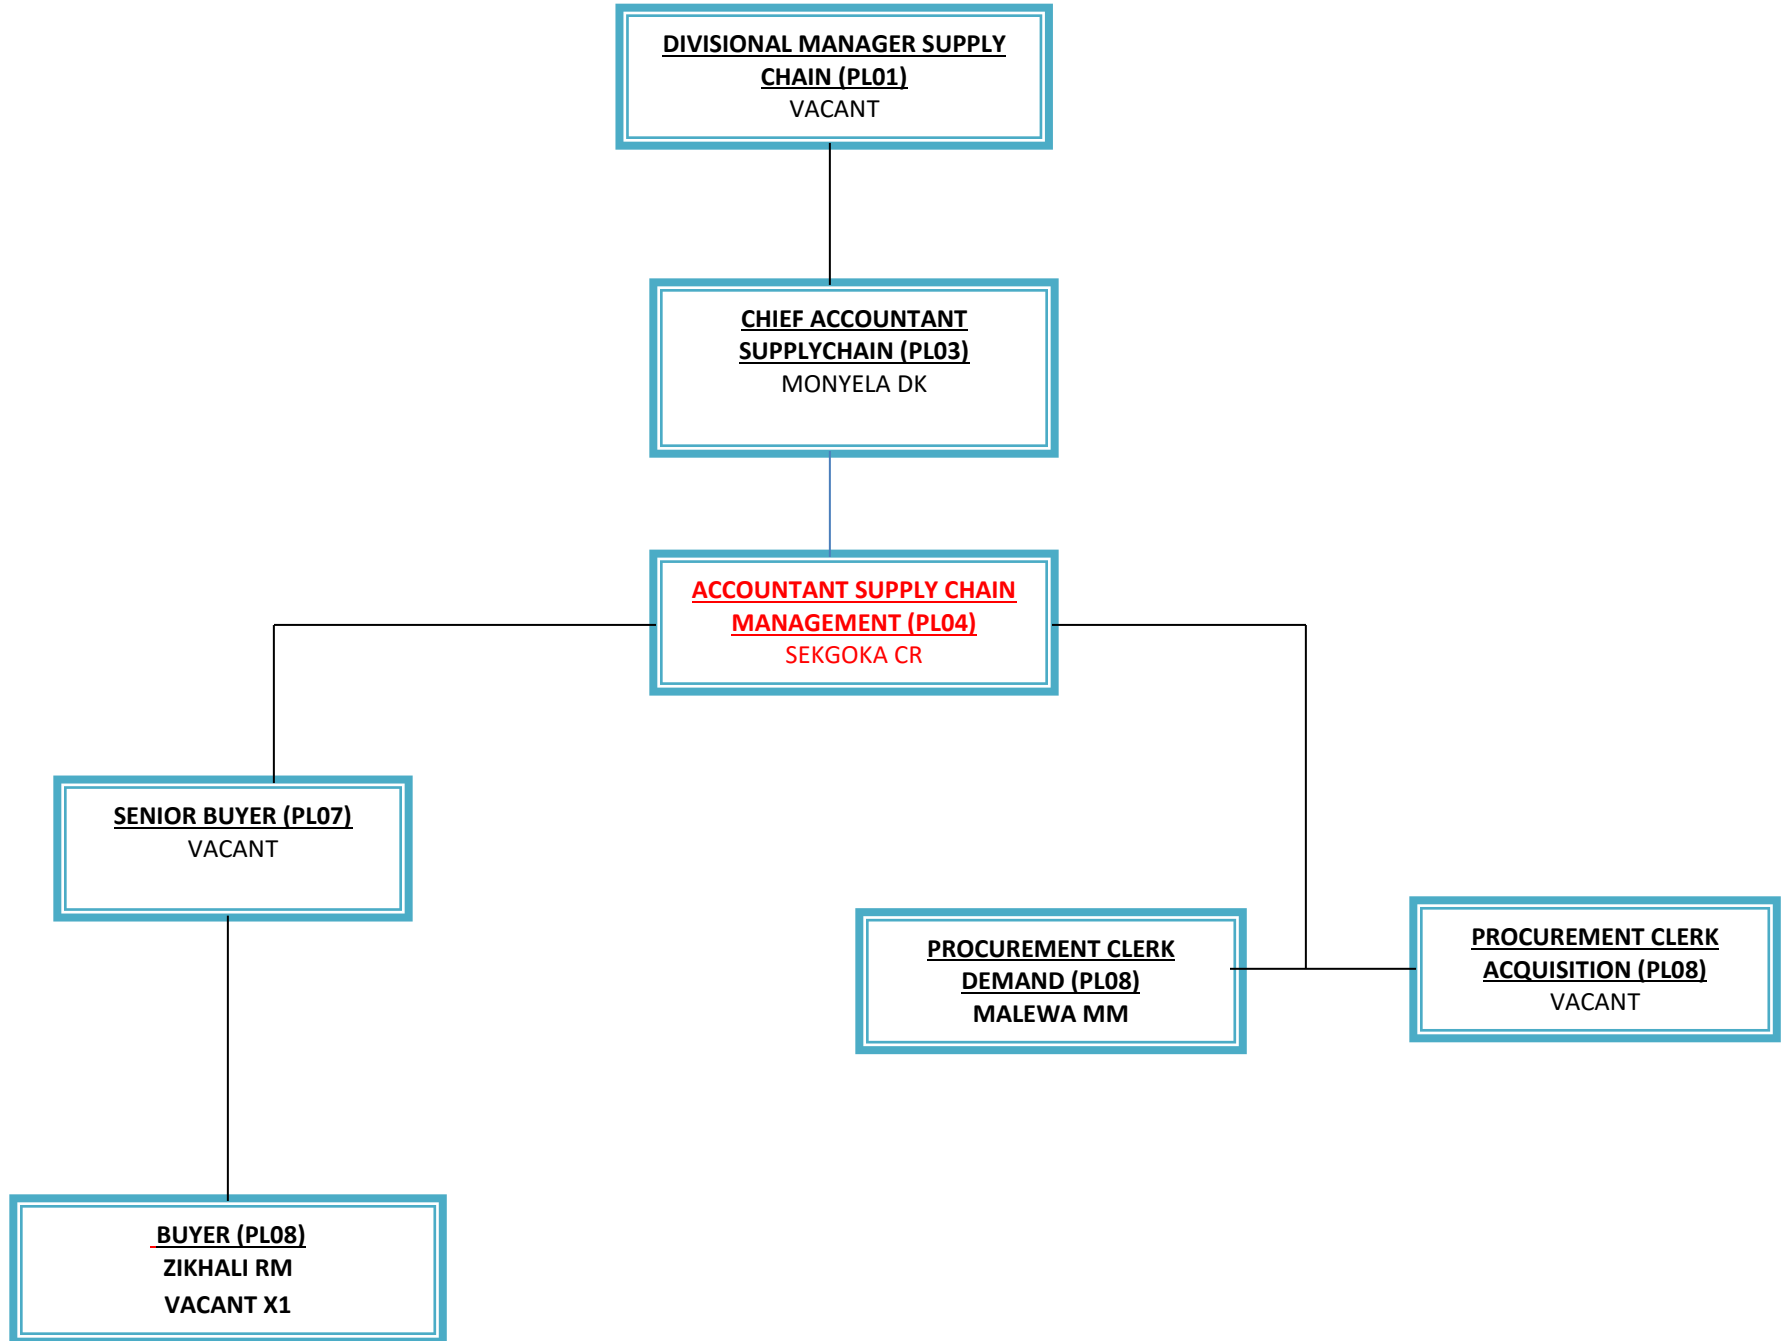 DIVISIONAL MANAGER SUPPLY
CHAIN (PL01)
VACANT
CHIEF ACCOUNTANT
SUPPLYCHAIN (PL03)
MONYELA DK
ACCOUNTANT SUPPLY CHAIN
MANAGEMENT (PL04)
SEKGOKA CR
SENIOR BUYER (PL07)
VACANT
PROCUREMENT CLERK
DEMAND (PL08)
MALEWA MM
PROCUREMENT CLERK
ACQUISITION (PL08)
VACANT
BUYER (PL08)
ZIKHALI RM
VACANT X1